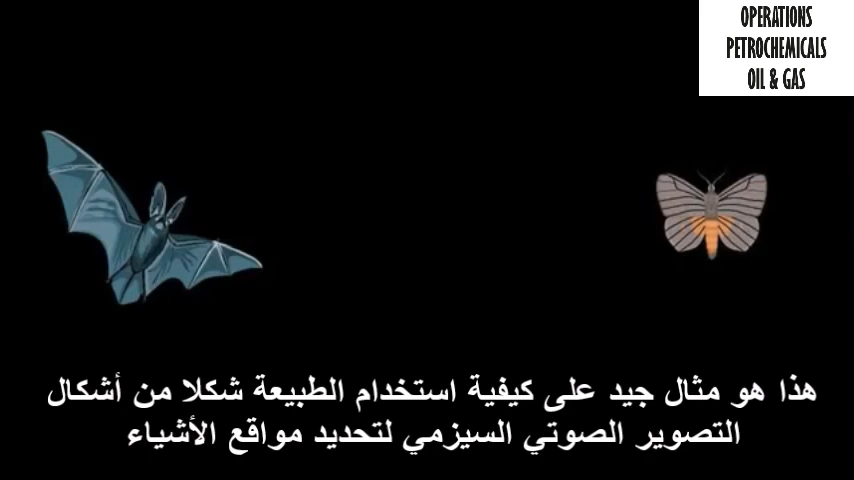 OPERATIONS
PETROCHEMICALS
OIL & GAS
هذا هو مثال جيد على كيفية استخدام الطبيعة شكلا من أشكال
التصوير الصوتي السيزمي لتحديد مواقع الأشياء